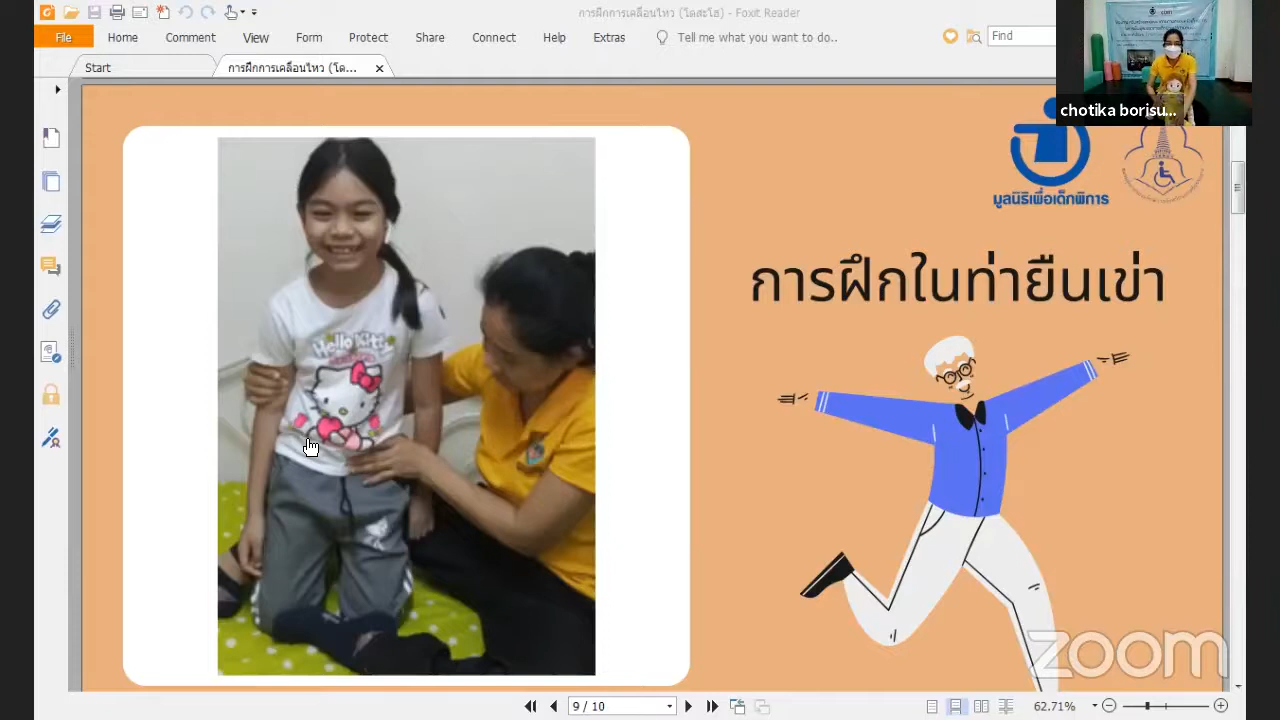 การฝึกการเคลื่อนไหว (โดสะโฮ) - Foxit Reader
File Home Comment View Form Protect Connect Help Extras Tell me what you want to do.. Find
Start
การฝึกการเคลื่อนไหว (โด...
chotika borisu...
มูลนิธิเพื่อเด็กพิการ
การฝึกในท่ายืนเข่า
Hello Kitty
zoom
9 / 10
62.71%